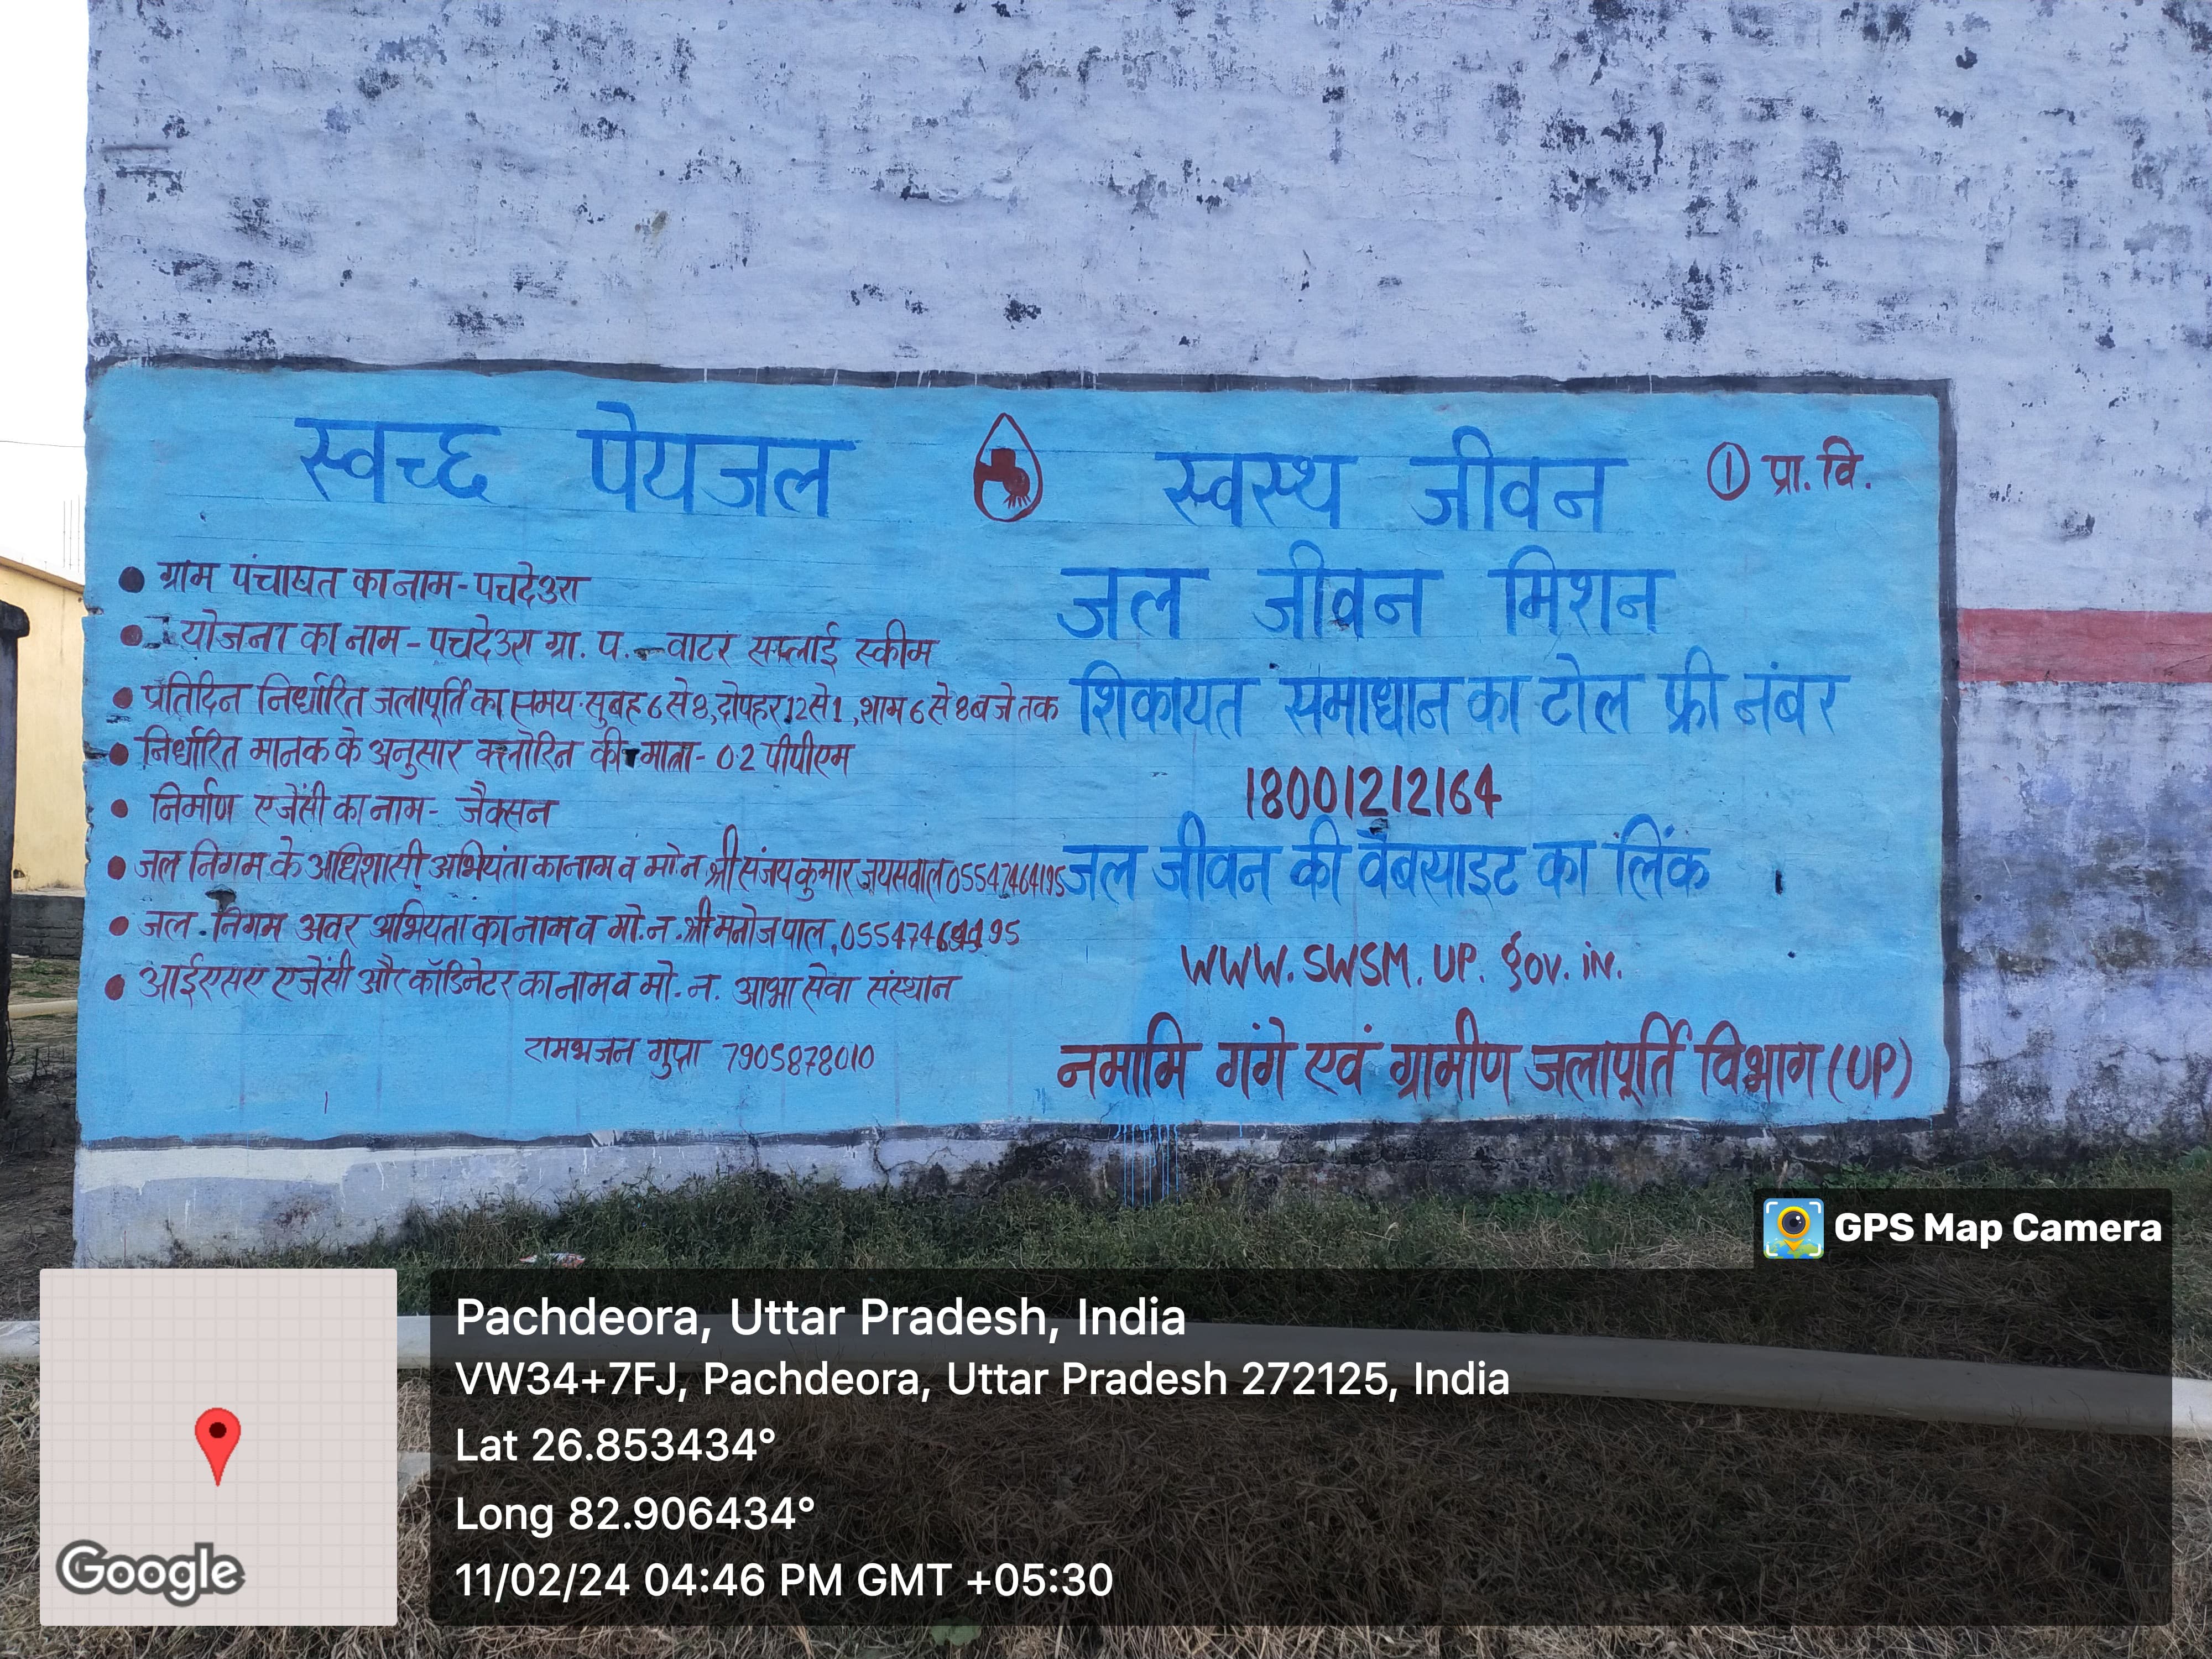 स्वच्छ पेयजल स्वस्थ जीवन ① प्रा. वि.
• ग्राम पंचायत का नाम - पचदेउरा
• योजना का नाम - पचदेउरा ग्रा. प. - वाटर सप्लाई स्कीम
• प्रतिदिन निर्धारित जलापूर्ति का समय - सुबह 6 से 8, दोपहर 12 से 1, शाम 6 से 8 बजे तक
• निर्धारित मानक के अनुसार क्लोरिन की मात्रा - 0.2 पीपीएम
• निर्माण एजेंसी का नाम - जैक्सन
• जल निगम के अधिशासी अभियंता का नाम व मो.न. श्री संजय कुमार जयसवाल 05547464195
• जल निगम अवर अभियंता का नाम व मो.न. श्री मनोज पाल,
• आईएसए एजेंसी और कॉडिनेटर का नाम व मो. न. आभा सेवा संस्थान
रामभजन गुप्ता 7905878010
जल जीवन मिशन
शिकायत समाधान का टोल फ्री नंबर
18001212164
जल जीवन की वैबसाइट का लिंक
WWW. SWSM. UP. gov. in.
नमामि गंगे एवं ग्रामीण जलापूर्ति विभाग (UP)
GPS Map Camera
Pachdeora, Uttar Pradesh, India
VW34+7FJ, Pachdeora, Uttar Pradesh 272125, India
Lat 26.853434°
Long 82.906434°
11/02/24 04:46 PM GMT +05:30
Google